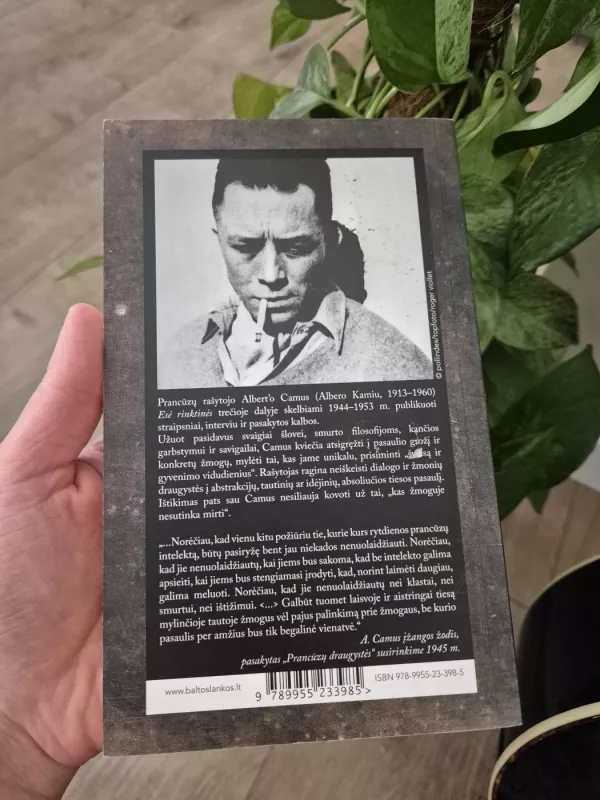 © pollindex/topfoto/roger viollet
Prancūzų rašytojo Albert'o Camus (Albero Kamiu, 1913–1960)
Esė rinktinės trečioje dalyje skelbiami 1944–1953 m. publikuoti
straipsniai, interviu ir pasakytos kalbos.
Užuot pasidavus svaigiai šlovei, smurto filosofijoms, kančios
garbstymui ir savigailai, Camus kviečia atsigręžti į pasaulio grožį ir
konkretų žmogų, mylėti tai, kas jame unikalu, prisiminti ir
gyvenimo vidudienius“. Rašytojas ragina neiškeisti dialogo ir žmonių
draugystės į abstrakcijų, tautinių ar idėjinių, absoliučios tiesos pasaulį.
Ištikimas pats sau Camus nesiliauja kovoti už tai, „kas žmoguje
nesutinka mirti“.
„...Norėčiau, kad vienu kitu požiūriu tie, kurie kurs rytdienos prancūzų
intelektą, būtų pasiryžę bent jau niekados nenuolaidžiauti. Norėčiau,
kad jie nenuolaidžiautų, kai jiems bus sakoma, kad be intelekto galima
apsieiti, kai jiems bus stengiamasi įrodyti, kad, norint laimėti daugiau,
galima meluoti. Norėčiau, kad jie nenuolaidžiautų nei klastai, nei
smurtui, nei ištižimui. <...> Galbūt tuomet laisvoje ir aistringai tiesą
mylinčioje tautoje žmogus vėl pajus palinkimą prie žmogaus, be kurio
pasaulis per amžius bus tik begalinė vienatvė.“
A. Camus įžangos žodis,
pasakytas „Prancūzų draugystės“ susirinkime 1945 m.
www.baltoslankos.lt
ISBN 978-9955-23-398-5
9 789955 233985 >